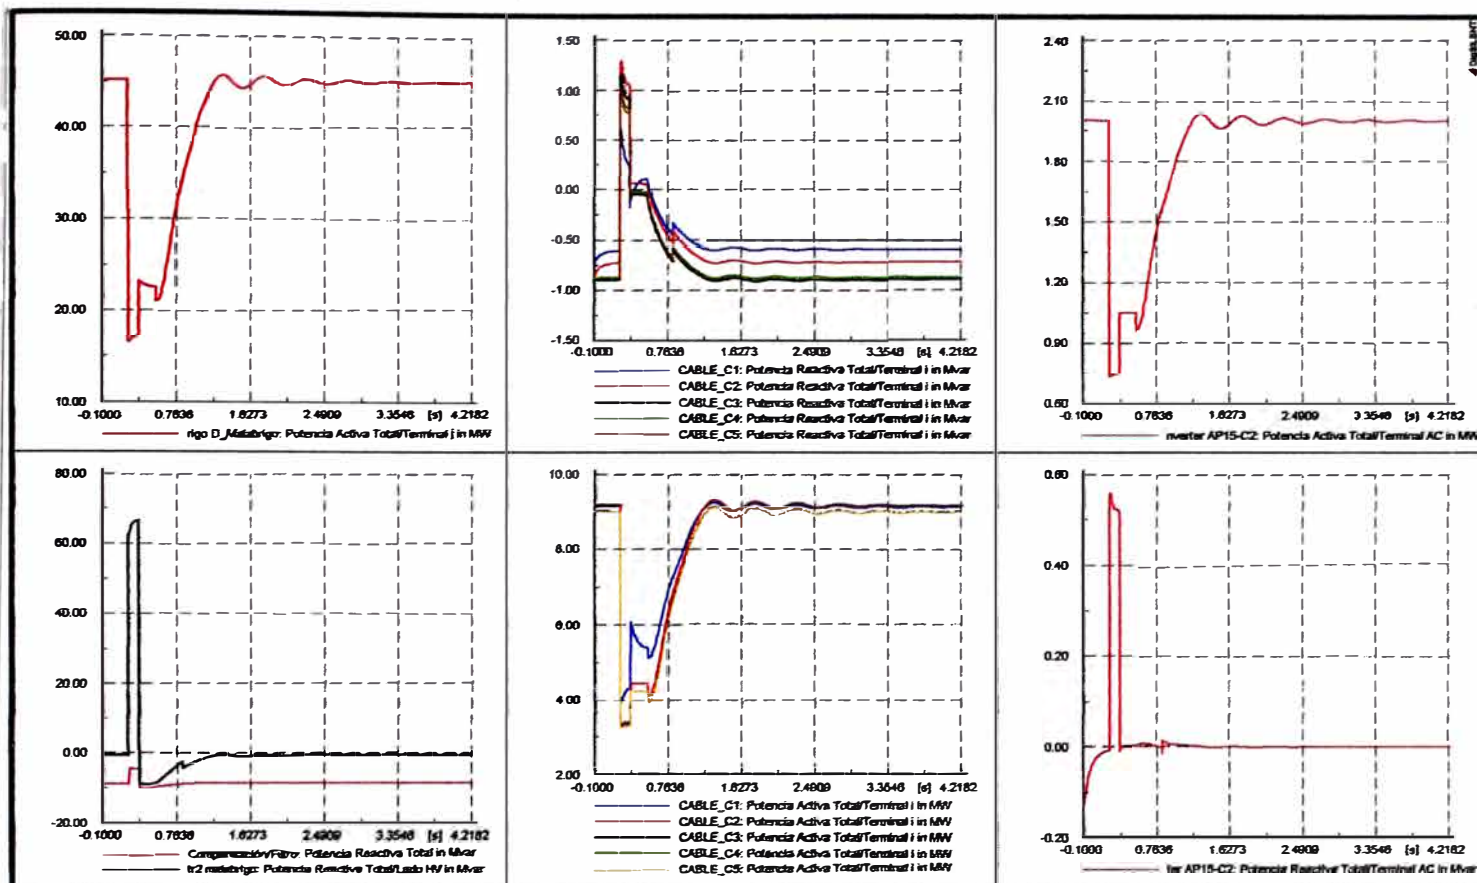 50.00
40.00
30.00
20.00
10.00
-0.1000 0.7636 1.6273 2.4909 3.3546 [s] 4.2182
rigo D_Malabrigo: Potencia Activa Total/Terminal j in MW
1.50
1.00
0.50
0.00
-0.50
-1.00
-1.50
-0.1000 0.7636 1.6273 2.4909 [s] 3.3546 4.2182
CABLE_C1: Potencia Reactiva Total/Terminal i in Mvar
CABLE_C2: Potencia Reactiva Total/Terminal i in Mvar
CABLE_C3: Potencia Reactiva Total/Terminal i in Mvar
CABLE_C4: Potencia Reactiva Total/Terminal i in Mvar
CABLE_C5: Potencia Reactiva Total/Terminal i in Mvar
2.40
2.10
1.80
1.50
1.20
0.90
0.60
-0.1000 0.7636 1.6273 2.4909 3.3546 [s] 4.2182
nverter AP15-C2: Potencia Activa Total/Terminal AC in MW
80.00
60.00
40.00
20.00
0.00
-20.00
-0.1000 0.7636 1.6273 2.4909 3.3546 [s] 4.2182
Compensación/Filtro: Potencia Reactiva Total in Mvar
tr2 malabrigo: Potencia Reactiva Total/Lado HV in Mvar
10.00
8.00
6.00
4.00
2.00
-0.1000 0.7636 1.6273 2.4909 3.3546 [s] 4.2182
CABLE_C1: Potencia Activa Total/Terminal i in MW
CABLE_C2: Potencia Activa Total/Terminal i in MW
CABLE_C3: Potencia Activa Total/Terminal i in MW
CABLE_C4: Potencia Activa Total/Terminal i in MW
CABLE_C5: Potencia Activa Total/Terminal i in MW
0.60
0.40
0.20
0.00
-0.20
-0.1000 0.7636 1.6273 2.4909 3.3546 [s] 4.2182
ter AP15-C2: Potencia Reactiva Total/Terminal AC in Mvar